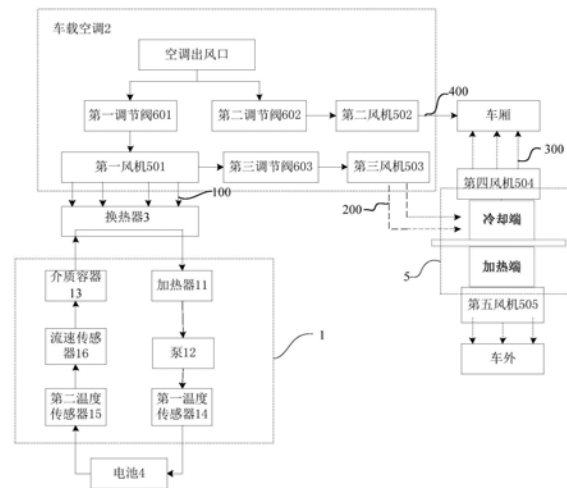 车载空调2
空调出风口
400
第一调节阀601
第二调节阀602
第二风机502
车厢
300
第一风机501
第三调节阀603
第三风机503
第四风机504
100
200
换热器3
冷却端
5
加热端
介质容器
13
加热器11
第五风机505
流速传感
器16
泵12
1
车外
第二温度
传感器15
第一温度
传感器14
电池4